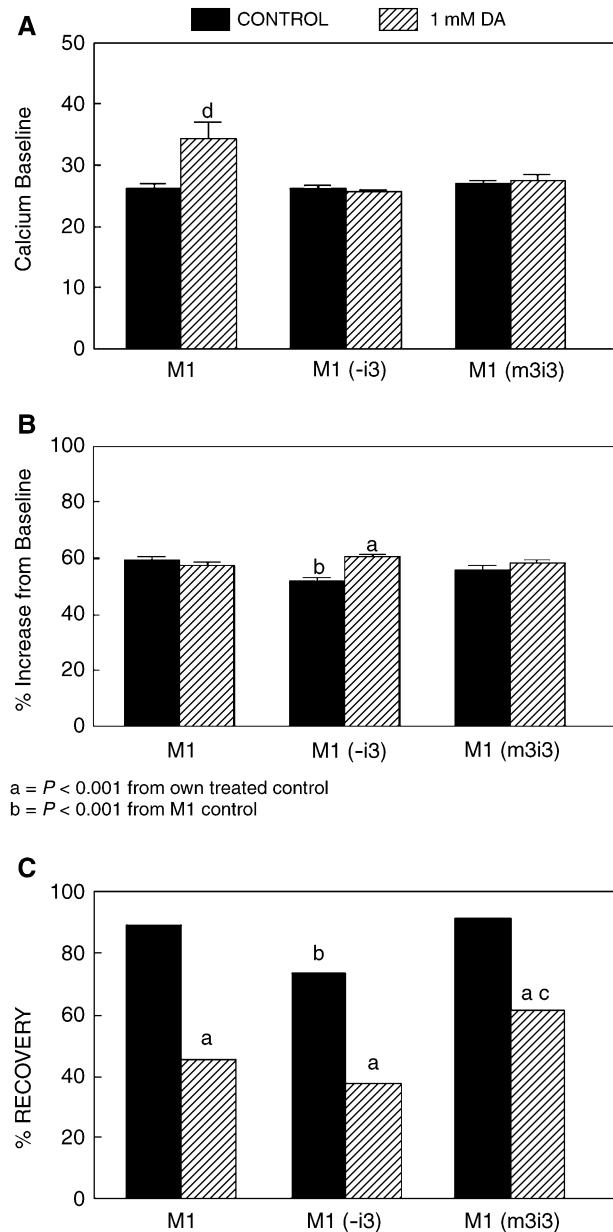 A
CONTROL
1 mM DA
50
40
30
20
10
0
Calcium Baseline
d
M1
M1 (-i3)
M1 (m3i3)
B
100
80
60
40
20
0
% Increase from Baseline
b
a
M1
M1 (-i3)
M1 (m3i3)
a = P < 0.001 from own treated control
b = P < 0.001 from M1 control
C
100
80
60
40
20
0
% RECOVERY
a
b
a
a c
M1
M1 (-i3)
M1 (m3i3)